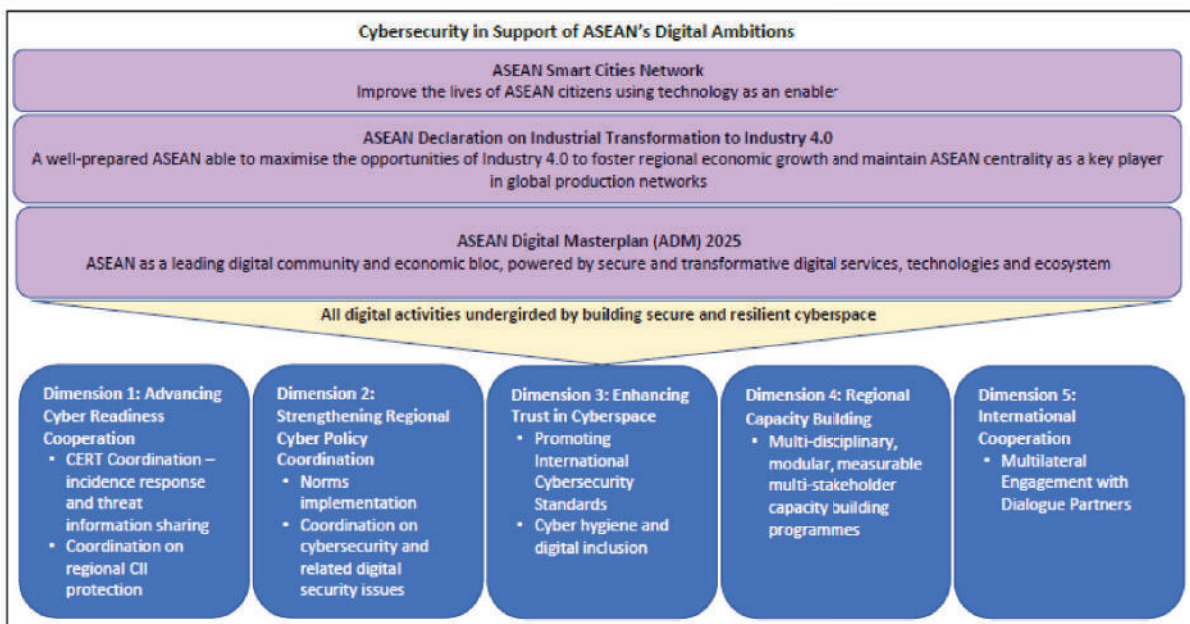 Cybersecurity in Support of ASEAN's Digital Ambitions
ASEAN Smart Cities Network
Improve the lives of ASEAN citizens using technology as an enabler
ASEAN Declaration on Industrial Transformation to Industry 4.0
A well-prepared ASEAN able to maximise the opportunities of Industry 4.0 to foster regional economic growth and maintain ASEAN centrality as a key player
in global production networks
ASEAN Digital Masterplan (ADM) 2025
ASEAN as a leading digital community and economic bloc, powered by secure and transformative digital services, technologies and ecosystem
All digital activities undergirded by building secure and resilient cyberspace
Dimension 1: Advancing
Cyber Readiness
Cooperation
• CERT Coordination –
incidence response
and threat
information sharing
• Coordination on
regional CII
protection
Dimension 2:
Strengthening Regional
Cyber Policy
Coordination
• Norms
implementation
• Coordination on
cybersecurity and
related digital
security issues
Dimension 3: Enhancing
Trust in Cyberspace
• Promoting
International
Cybersecurity
Standards
• Cyber hygiene and
digital inclusion
Dimension 4: Regional
Capacity Building
• Multi-disciplinary,
modular, measurable
multi-stakeholder
capacity building
programmes
Dimension 5:
International
Cooperation
• Multilateral
Engagement with
Dialogue Partners